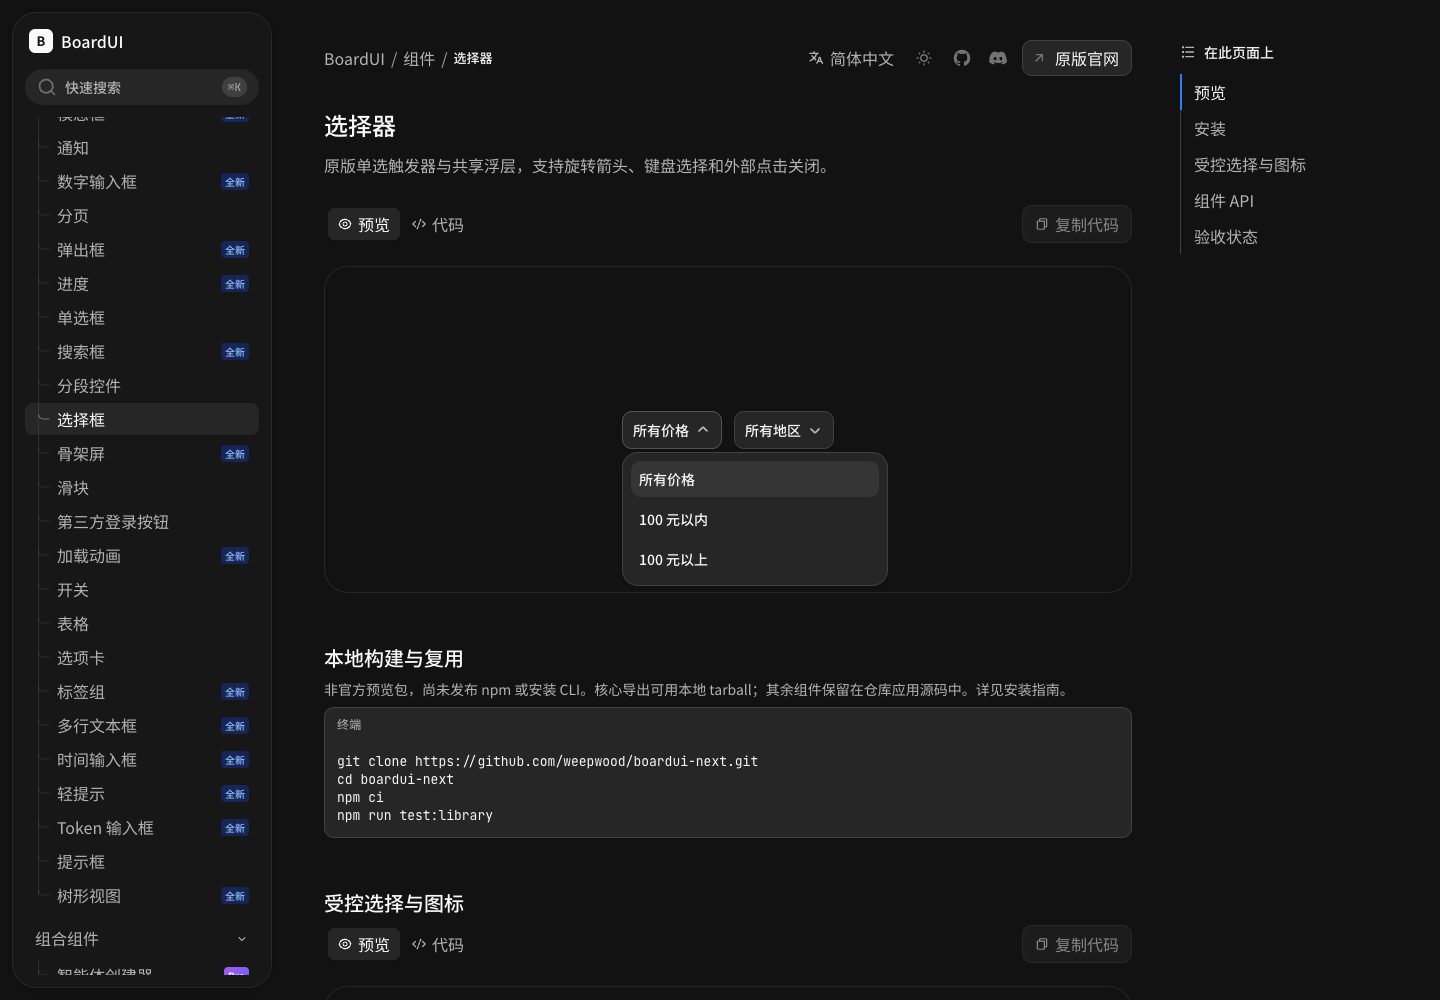 B BoardUI
快速搜索 ⌘K
通知
数字输入框 全新
分页
弹出框 全新
进度 全新
单选框
搜索框 全新
分段控件
选择框
骨架屏 全新
滑块
第三方登录按钮
加载动画 全新
开关
表格
选项卡
标签组 全新
多行文本框 全新
时间输入框 全新
轻提示 全新
Token 输入框 全新
提示框
树形视图 全新
组合组件
智能体创建器 Pro
BoardUI / 组件 / 选择器
简体中文
原版官网
选择器
原版单选触发器与共享浮层，支持旋转箭头、键盘选择和外部点击关闭。
预览 代码 复制代码
所有价格 所有地区
所有价格
100 元以内
100 元以上
本地构建与复用
非官方预览包，尚未发布 npm 或安装 CLI。核心导出可用本地 tarball；其余组件保留在仓库应用源码中。详见安装指南。
终端
git clone https://github.com/weepwood/boardui-next.git
cd boardui-next
npm ci
npm run test:library
受控选择与图标
预览 代码 复制代码
在此页面上
预览
安装
受控选择与图标
组件 API
验收状态